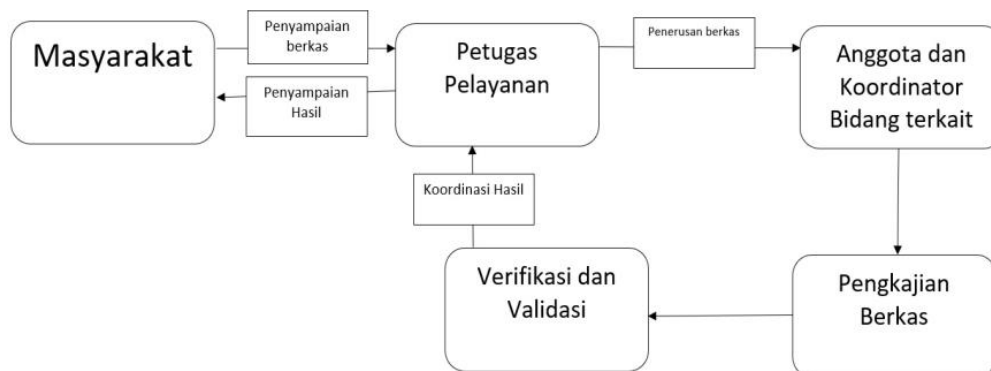 Masyarakat
Penyampaian
berkas
Penyampaian
Hasil
Petugas
Pelayanan
Penerusan berkas
Anggota dan
Koordinator
Bidang terkait
Koordinasi Hasil
Verifikasi dan
Validasi
Pengkajian
Berkas